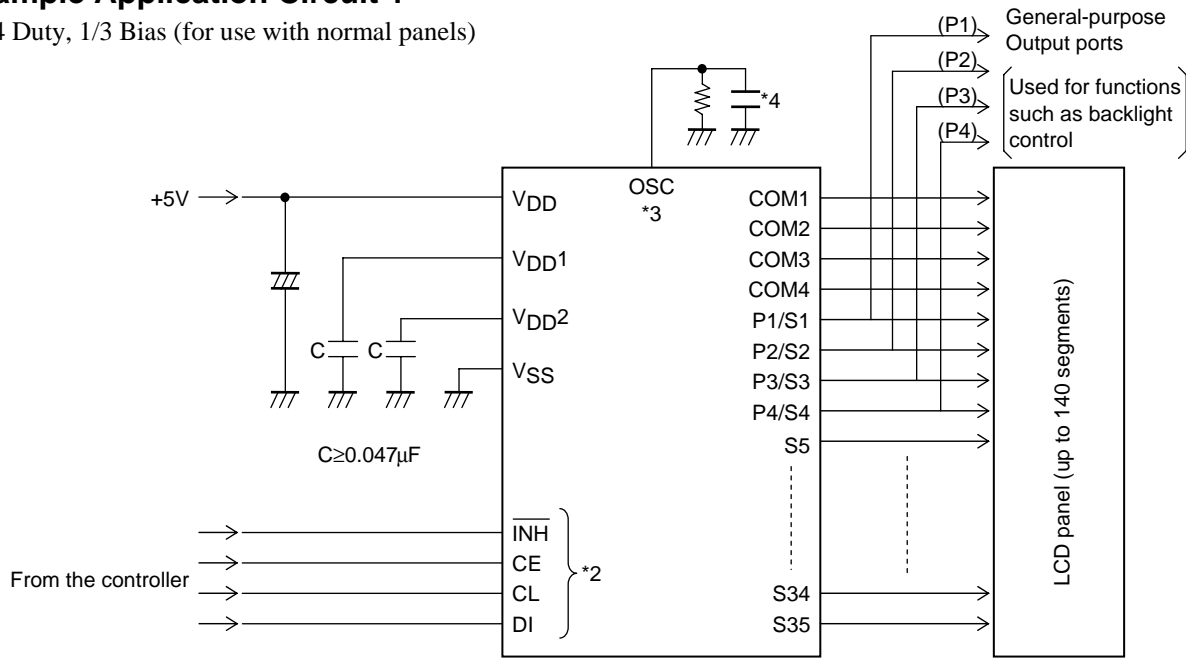 4 Duty, 1/3 Bias (for use with normal panels)
(P1)
General-purpose
Output ports
(P2)
(P3)
(P4)
Used for functions
such as backlight
control
*4
+5V
VDD
OSC
*3
COM1
COM2
VDD1
COM3
COM4
VDD2
P1/S1
C
C
P2/S2
VSS
P3/S3
P4/S4
S5
C≥0.047µF
LCD panel (up to 140 segments)
INH
CE
From the controller
*2
CL
DI
S34
S35